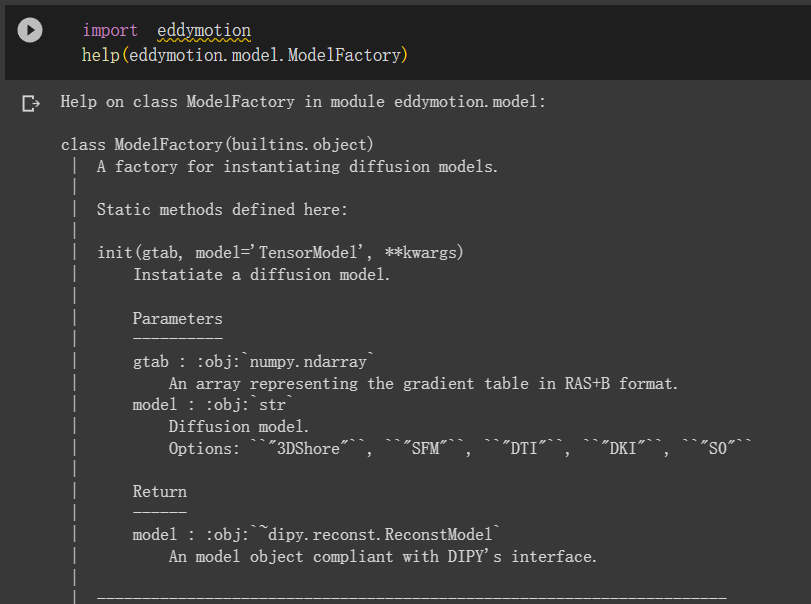 import  eddymotion
help(eddymotion.model.ModelFactory)
Help on class ModelFactory in module eddymotion.model:
class ModelFactory(builtins.object)
 |  A factory for instantiating diffusion models.
 |
 |  Static methods defined here:
 |
 |  init(gtab, model='TensorModel', **kwargs)
 |      Instatiate a diffusion model.
 |
 |      Parameters
 |      ----------
 |      gtab : :obj:`numpy.ndarray`
 |          An array representing the gradient table in RAS+B format.
 |      model : :obj:`str`
 |          Diffusion model.
 |          Options: ``"3DShore"``, ``"SFM"``, ``"DTI"``, ``"DKI"``, ``"S0"``
 |
 |      Return
 |      ------
 |      model : :obj:`~dipy.reconst.ReconstModel`
 |          An model object compliant with DIPY's interface.
 |
 |  ----------------------------------------------------------------------